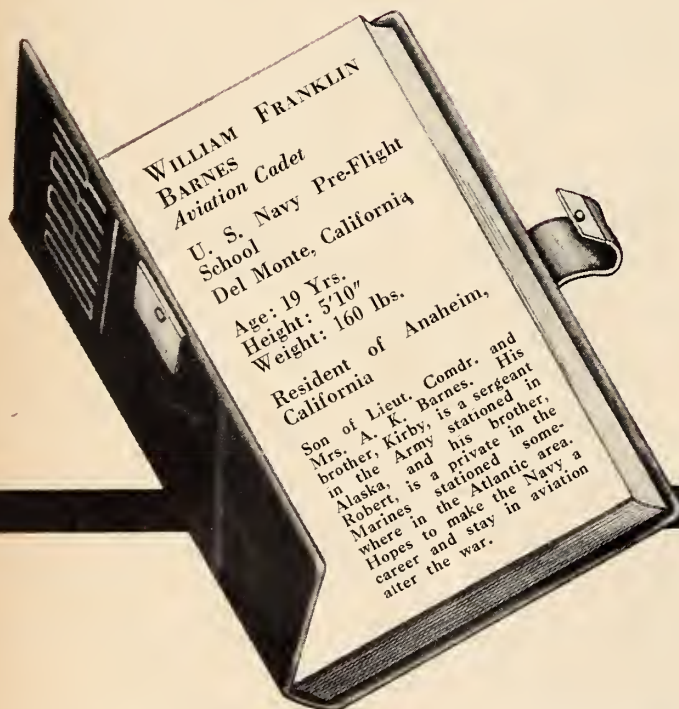 WILLIAM FRANKLIN
BARNES
Aviation Cadet
U. S. Navy Pre-Flight
School
Del Monte, California
Age: 19 Yrs.
Height: 5'10"
Weight: 160 lbs.
Resident of Anaheim,
California
Son of Lieut. Comdr. and
Mrs. A. K. Barnes. His
brother, Kirby, is a sergeant
in the Army stationed in
Alaska, and his brother,
Robert, is a private in the
Marines stationed some-
where in the Atlantic area.
Hopes to make the Navy a
career and stay in aviation
after the war.